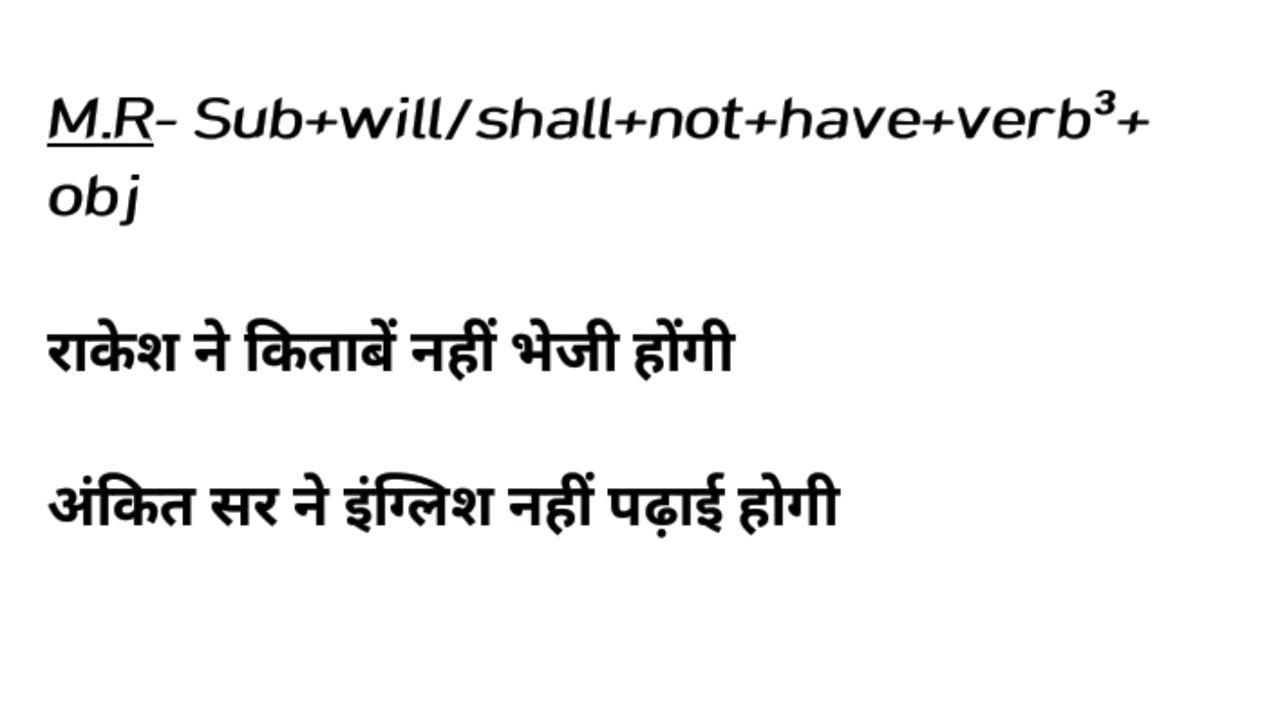 M.R- Sub+will/shall+not+have+verb³+
obj
राकेश ने किताबें नहीं भेजी होंगी
अंकित सर ने इंग्लिश नहीं पढ़ाई होगी